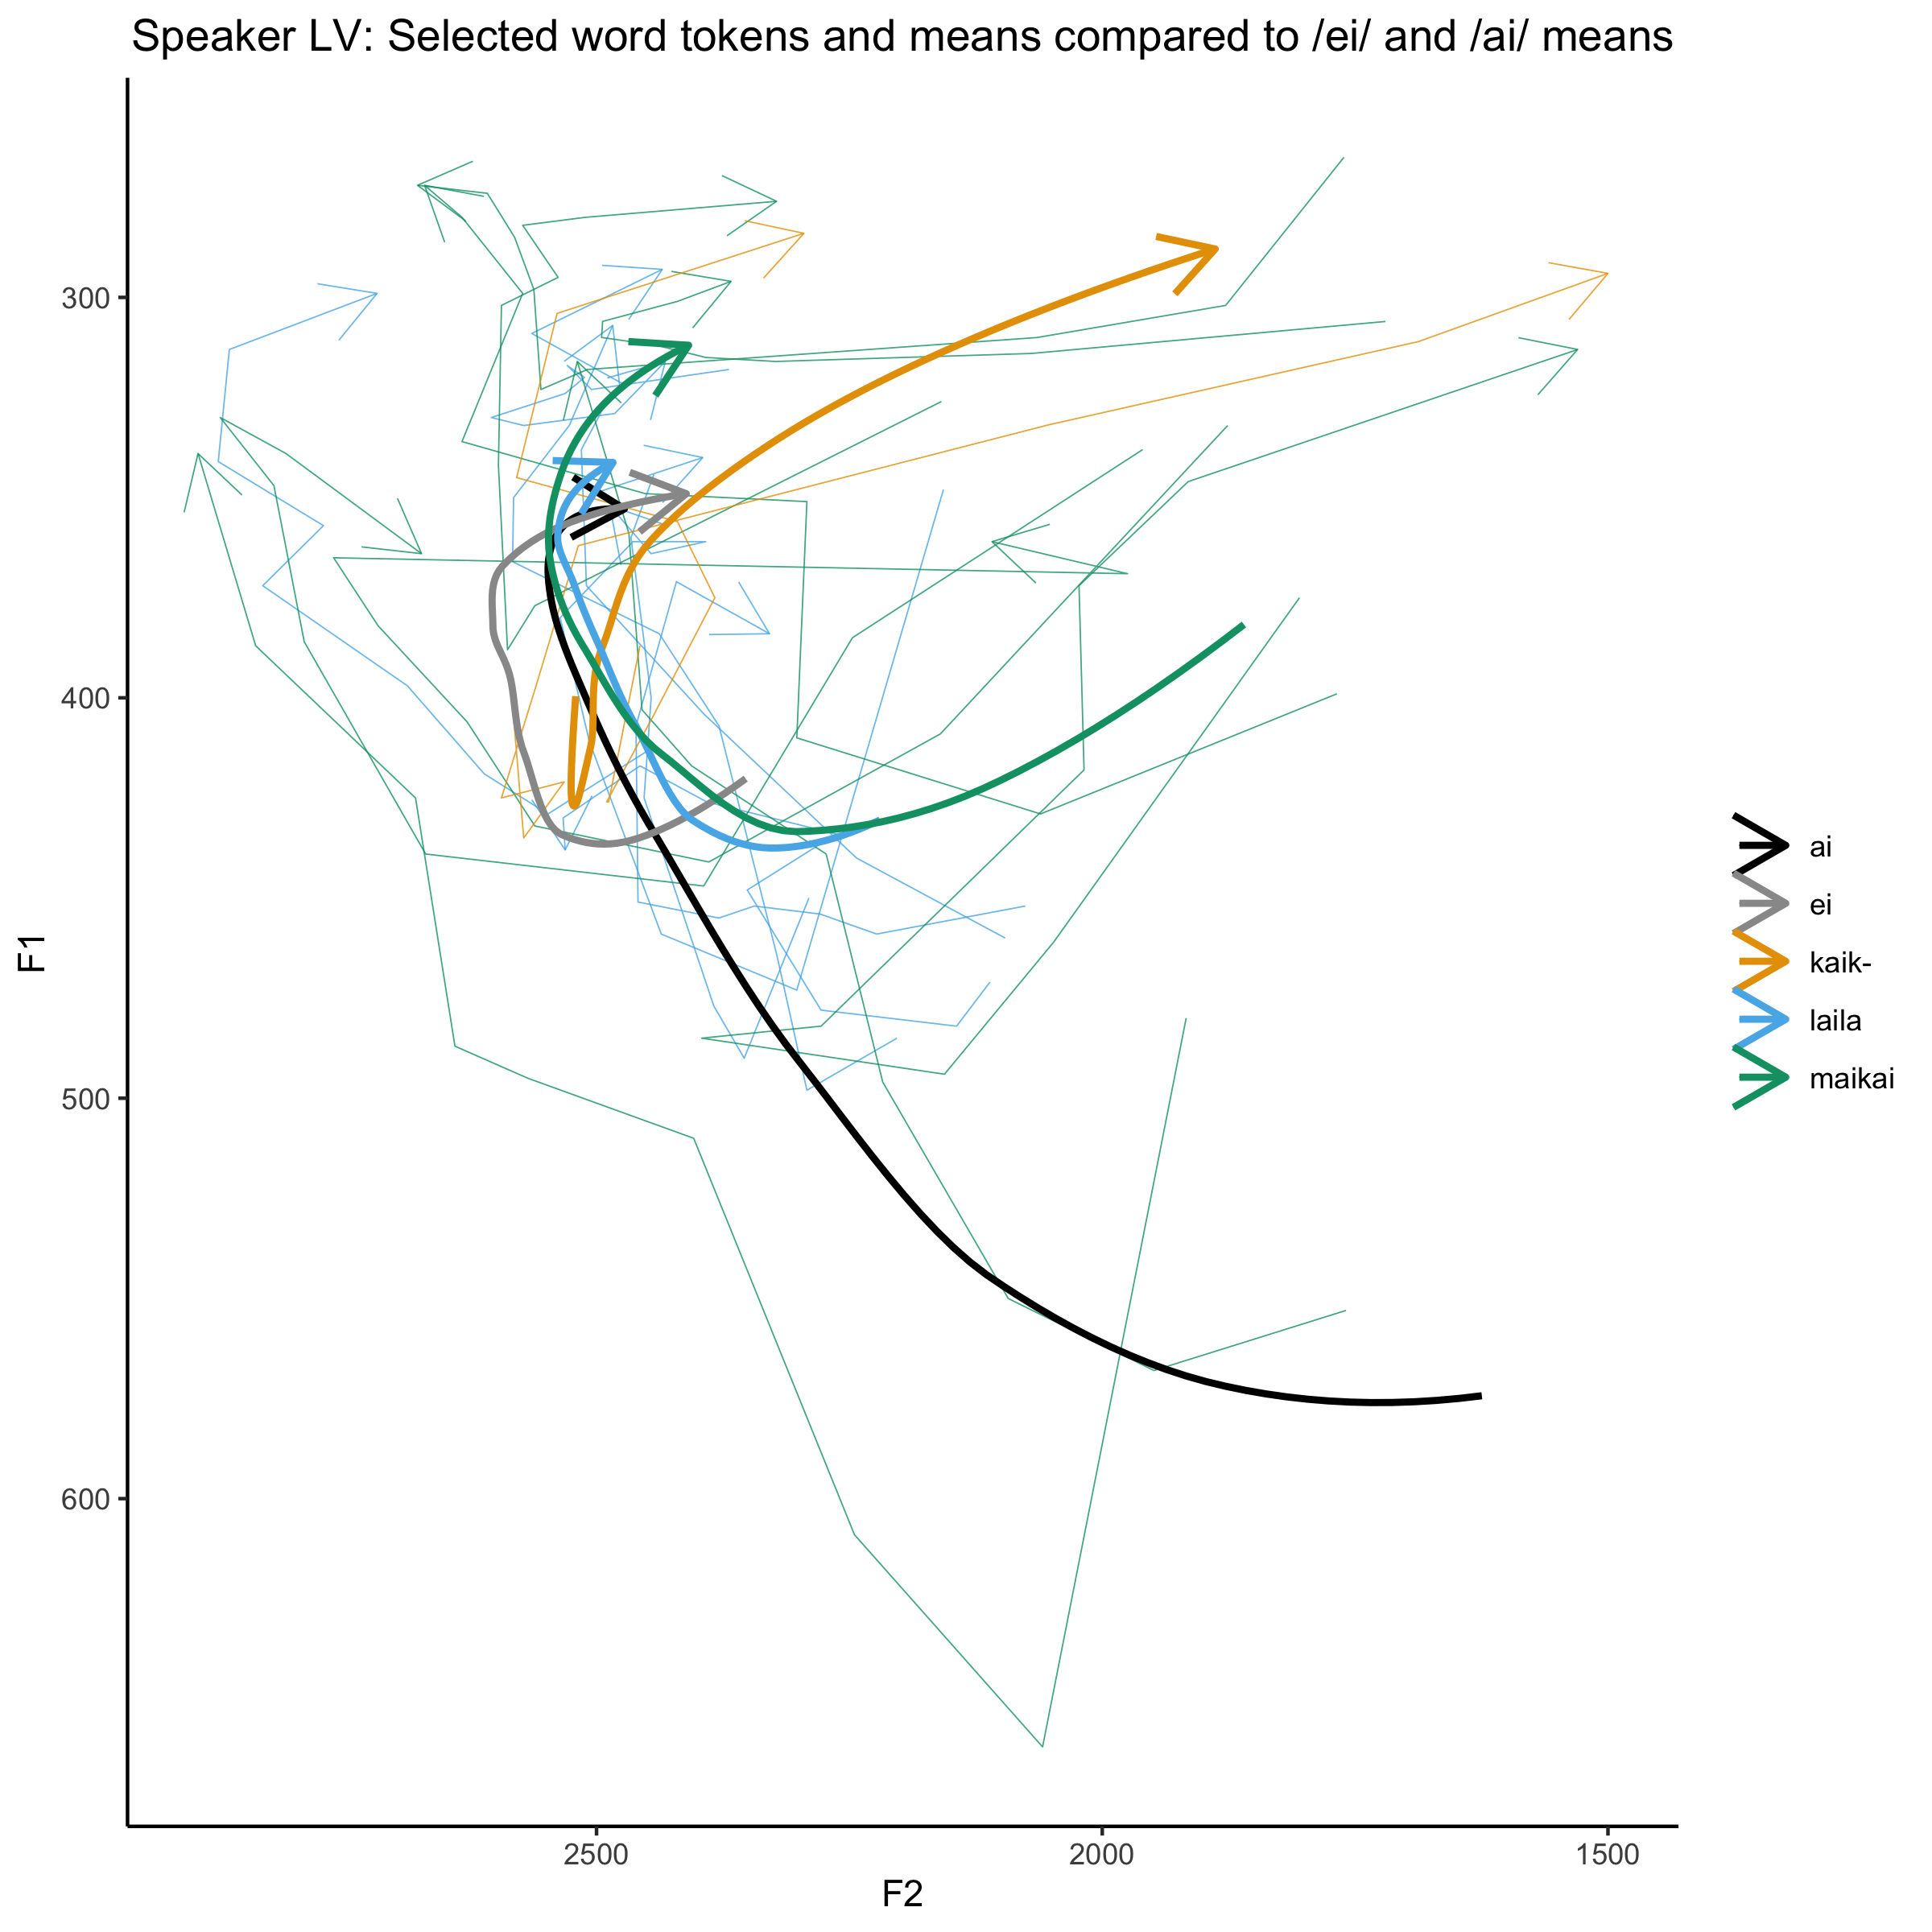 Speaker LV: Selected word tokens and means compared to /ei/ and /ai/ means
300
400
500
600
F1
2500
2000
1500
F2
ai
ei
kaik-
laila
maikai